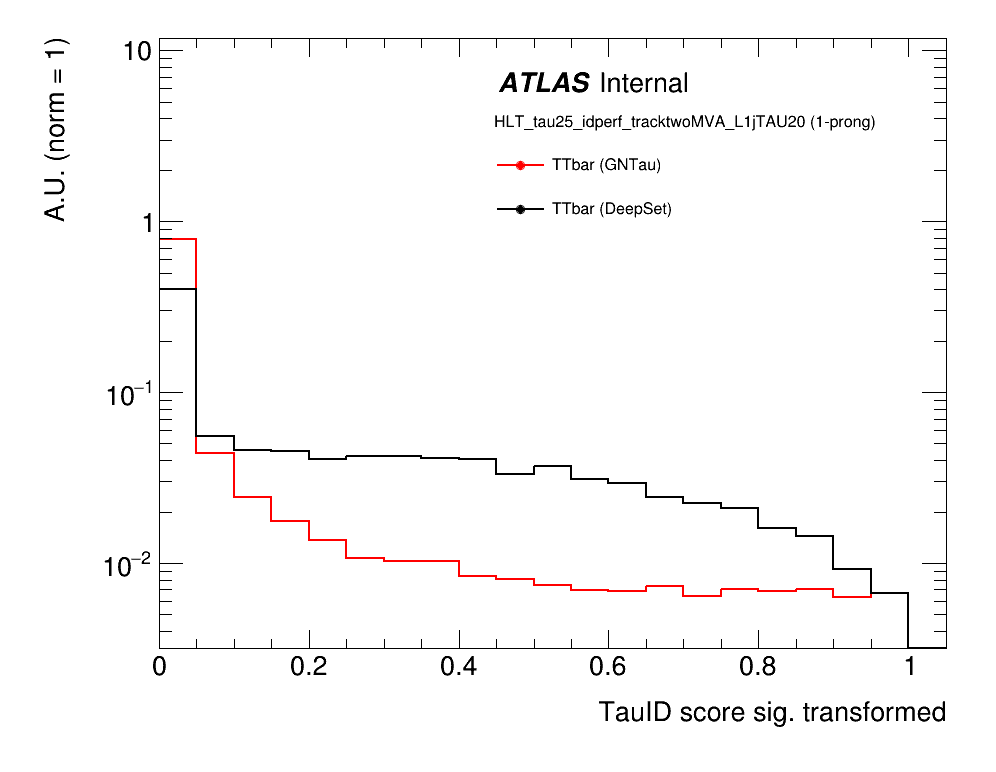 A.U. (norm = 1)
10
1
10⁻¹
10⁻²
ATLAS Internal
HLT_tau25_idperf_tracktwoMVA_L1jTAU20 (1-prong)
TTbar (GNTau)
TTbar (DeepSet)
0 0.2 0.4 0.6 0.8 1
TauID score sig. transformed